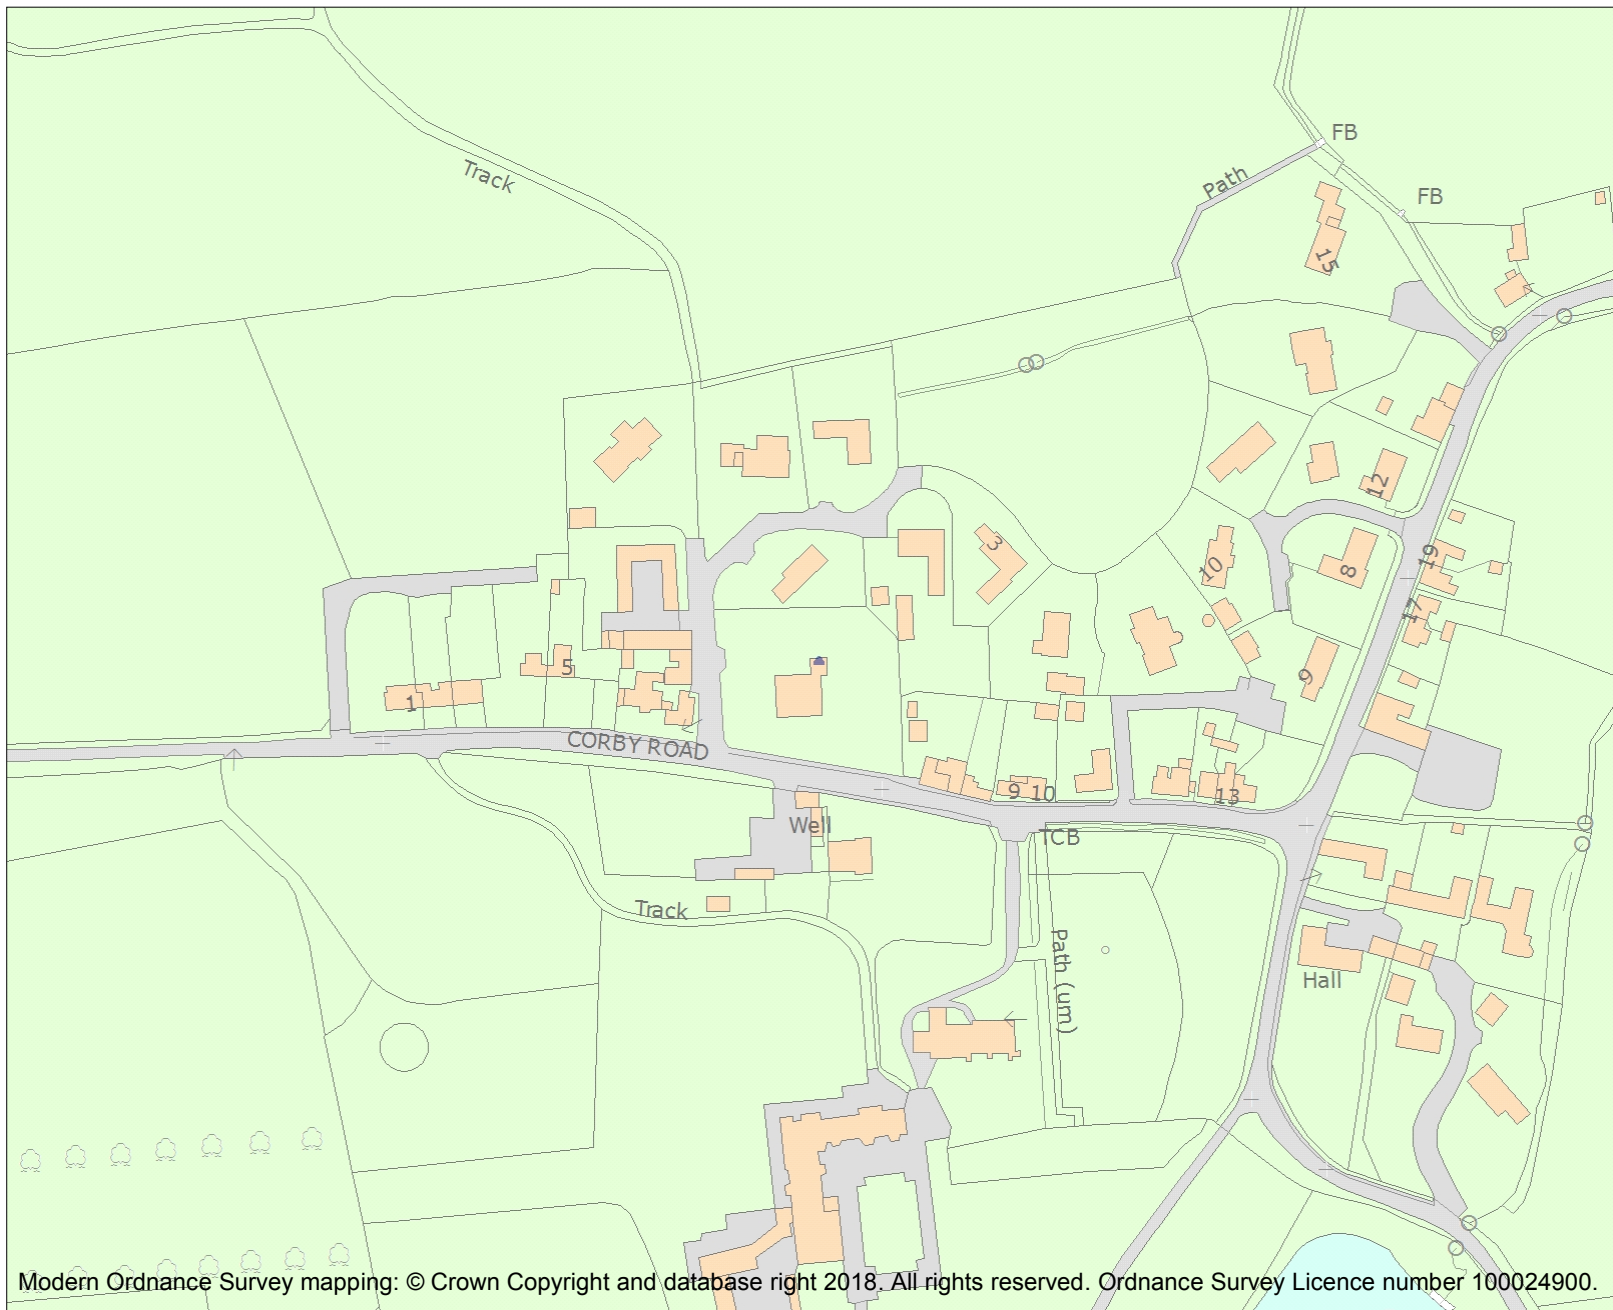 FB
Track
Path
FB
15
12
3
19
10
8
17
5
9
1
CORBY ROAD
9 10
13
Well
TCB
Track
Path (um)
Hall
Modern Ordnance Survey mapping: © Crown Copyright and database right 2018. All rights reserved. Ordnance Survey Licence number 100024900.